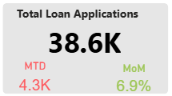 Total Loan Applications
38.6K
MTD MoM
4.3K 6.9%